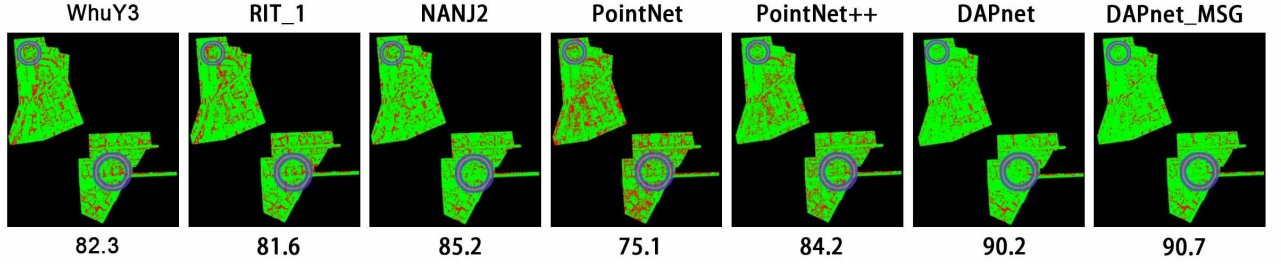 WhuY3 RIT_1 NANJ2 PointNet PointNet++ DAPnet DAPnet_MSG
82.3 81.6 85.2 75.1 84.2 90.2 90.7